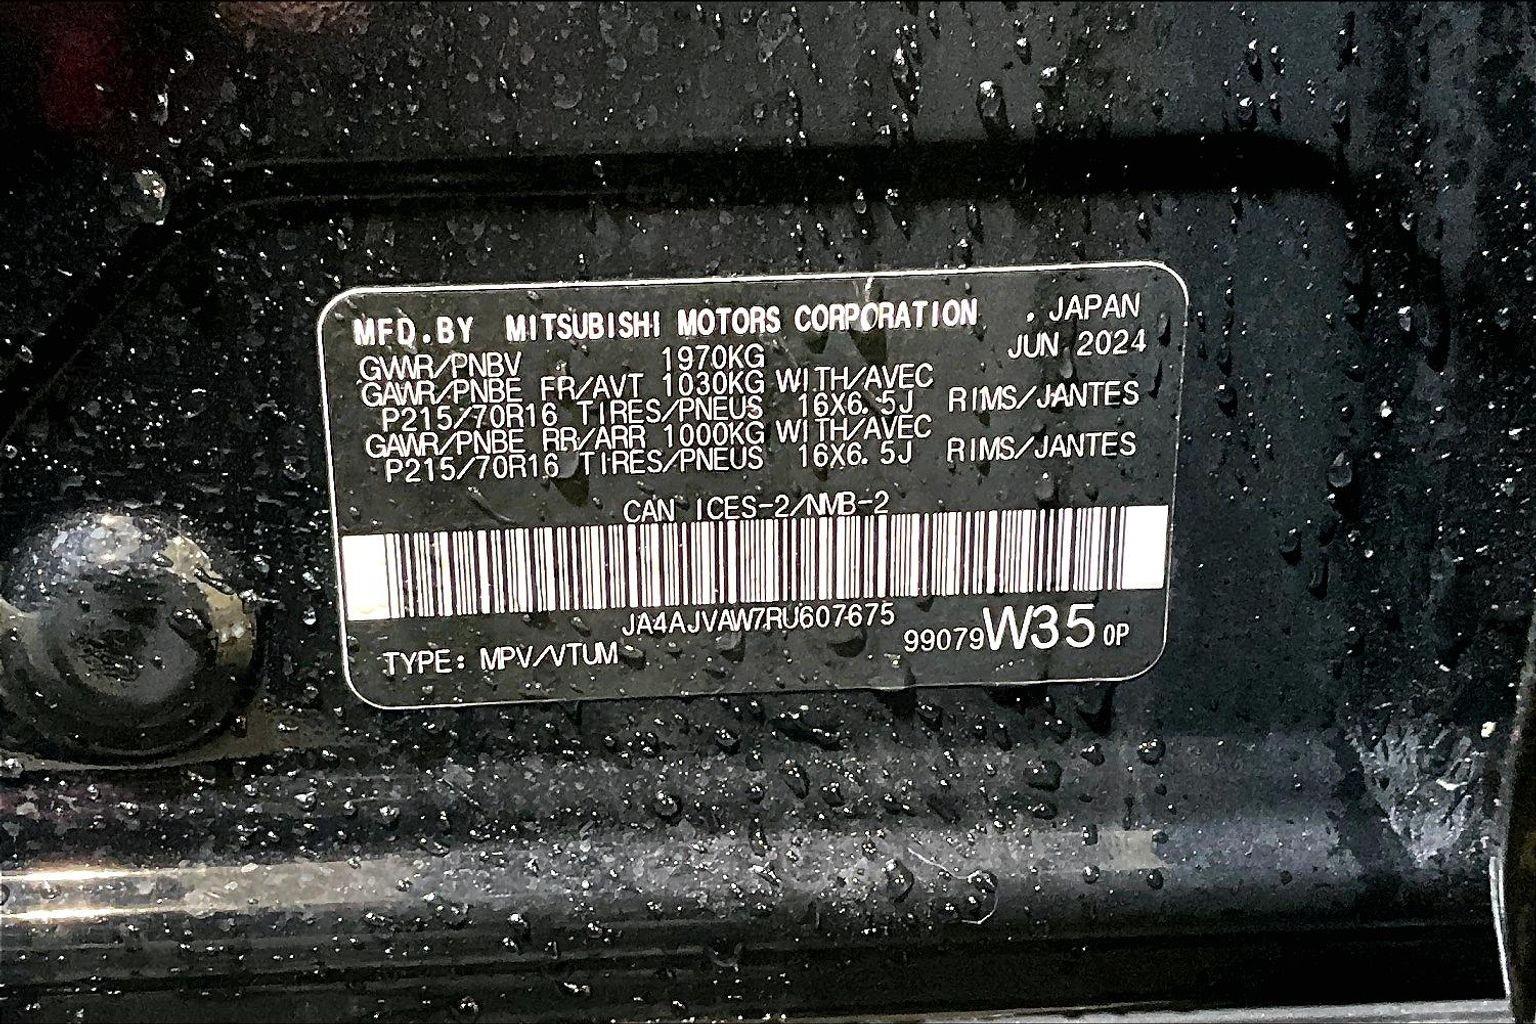 MFD.BY MITSUBISHI MOTORS CORPORATION , JAPAN
GVWR/PNBV 1970KG JUN 2024
GAWR/PNBE FR/AVT 1030KG WITH/AVEC
P215/70R16 TIRES/PNEUS 16X6.5J RIMS/JANTES
GAWR/PNBE RR/ARR 1000KG WITH/AVEC
P215/70R16 TIRES/PNEUS 16X6.5J RIMS/JANTES
CAN ICES-2/NMB-2
JA4AJVAW7RU607675
TYPE: MPV/VTUM 99079W35 0P